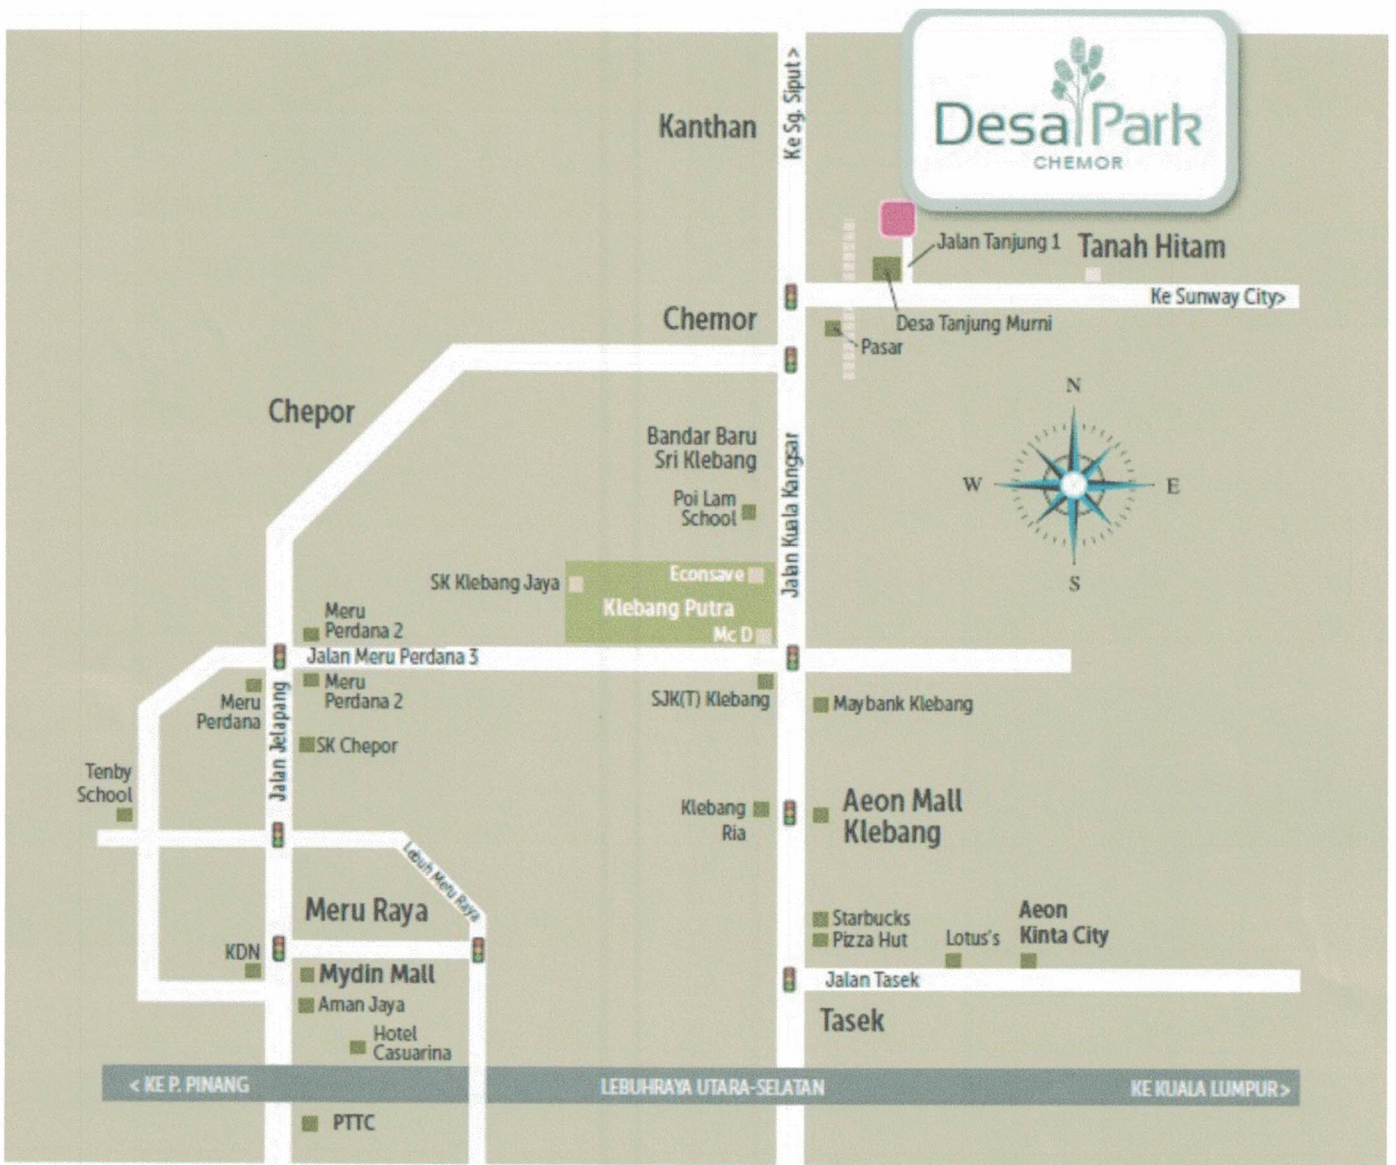 Desa Park
CHEMOR
Ke Sg. Siput >
Kanthan
Jalan Tanjung 1
Tanah Hitam
Ke Sunway City>
Chemor
Desa Tanjung Murni
Pasar
Chepor
N
W
E
S
Bandar Baru
Sri Klebang
Jalan Kuala Kangsar
Poi Lam
School
Econsave
SK Klebang Jaya
Klebang Putra
Mc D
Meru
Perdana 2
Jalan Meru Perdana 3
Meru
Perdana 2
Meru
Perdana
Jalan Jelapang
SJK(T) Klebang
Maybank Klebang
SK Chepor
Tenby
School
Klebang
Ria
Aeon Mall
Klebang
Lebuh Meru Raya
Meru Raya
Starbucks
Pizza Hut
Lotus's
Aeon
Kinta City
KDN
Mydin Mall
Jalan Tasek
Aman Jaya
Tasek
Hotel
Casuarina
< KE P. PINANG
LEBUHRAYA UTARA-SELATAN
KE KUALA LUMPUR >
PTTC